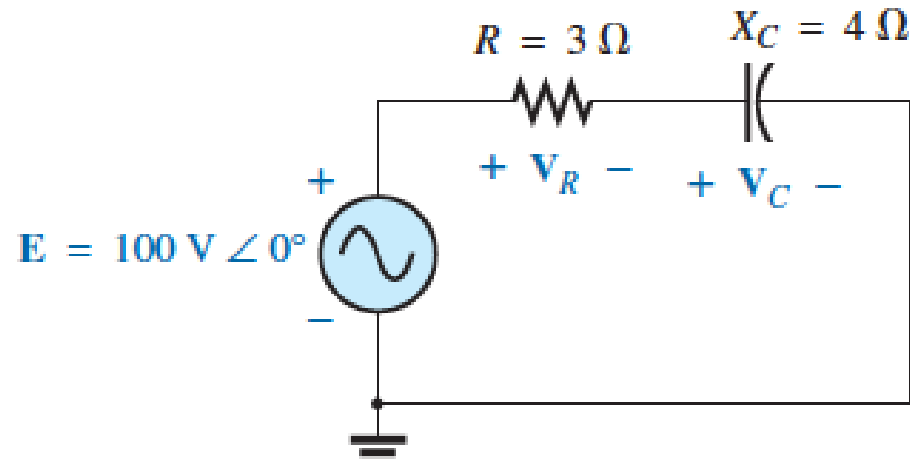 R = 3 Ω
X_C = 4 Ω
+ V_R −
+ V_C −
+
E = 100 V ∠ 0°
−